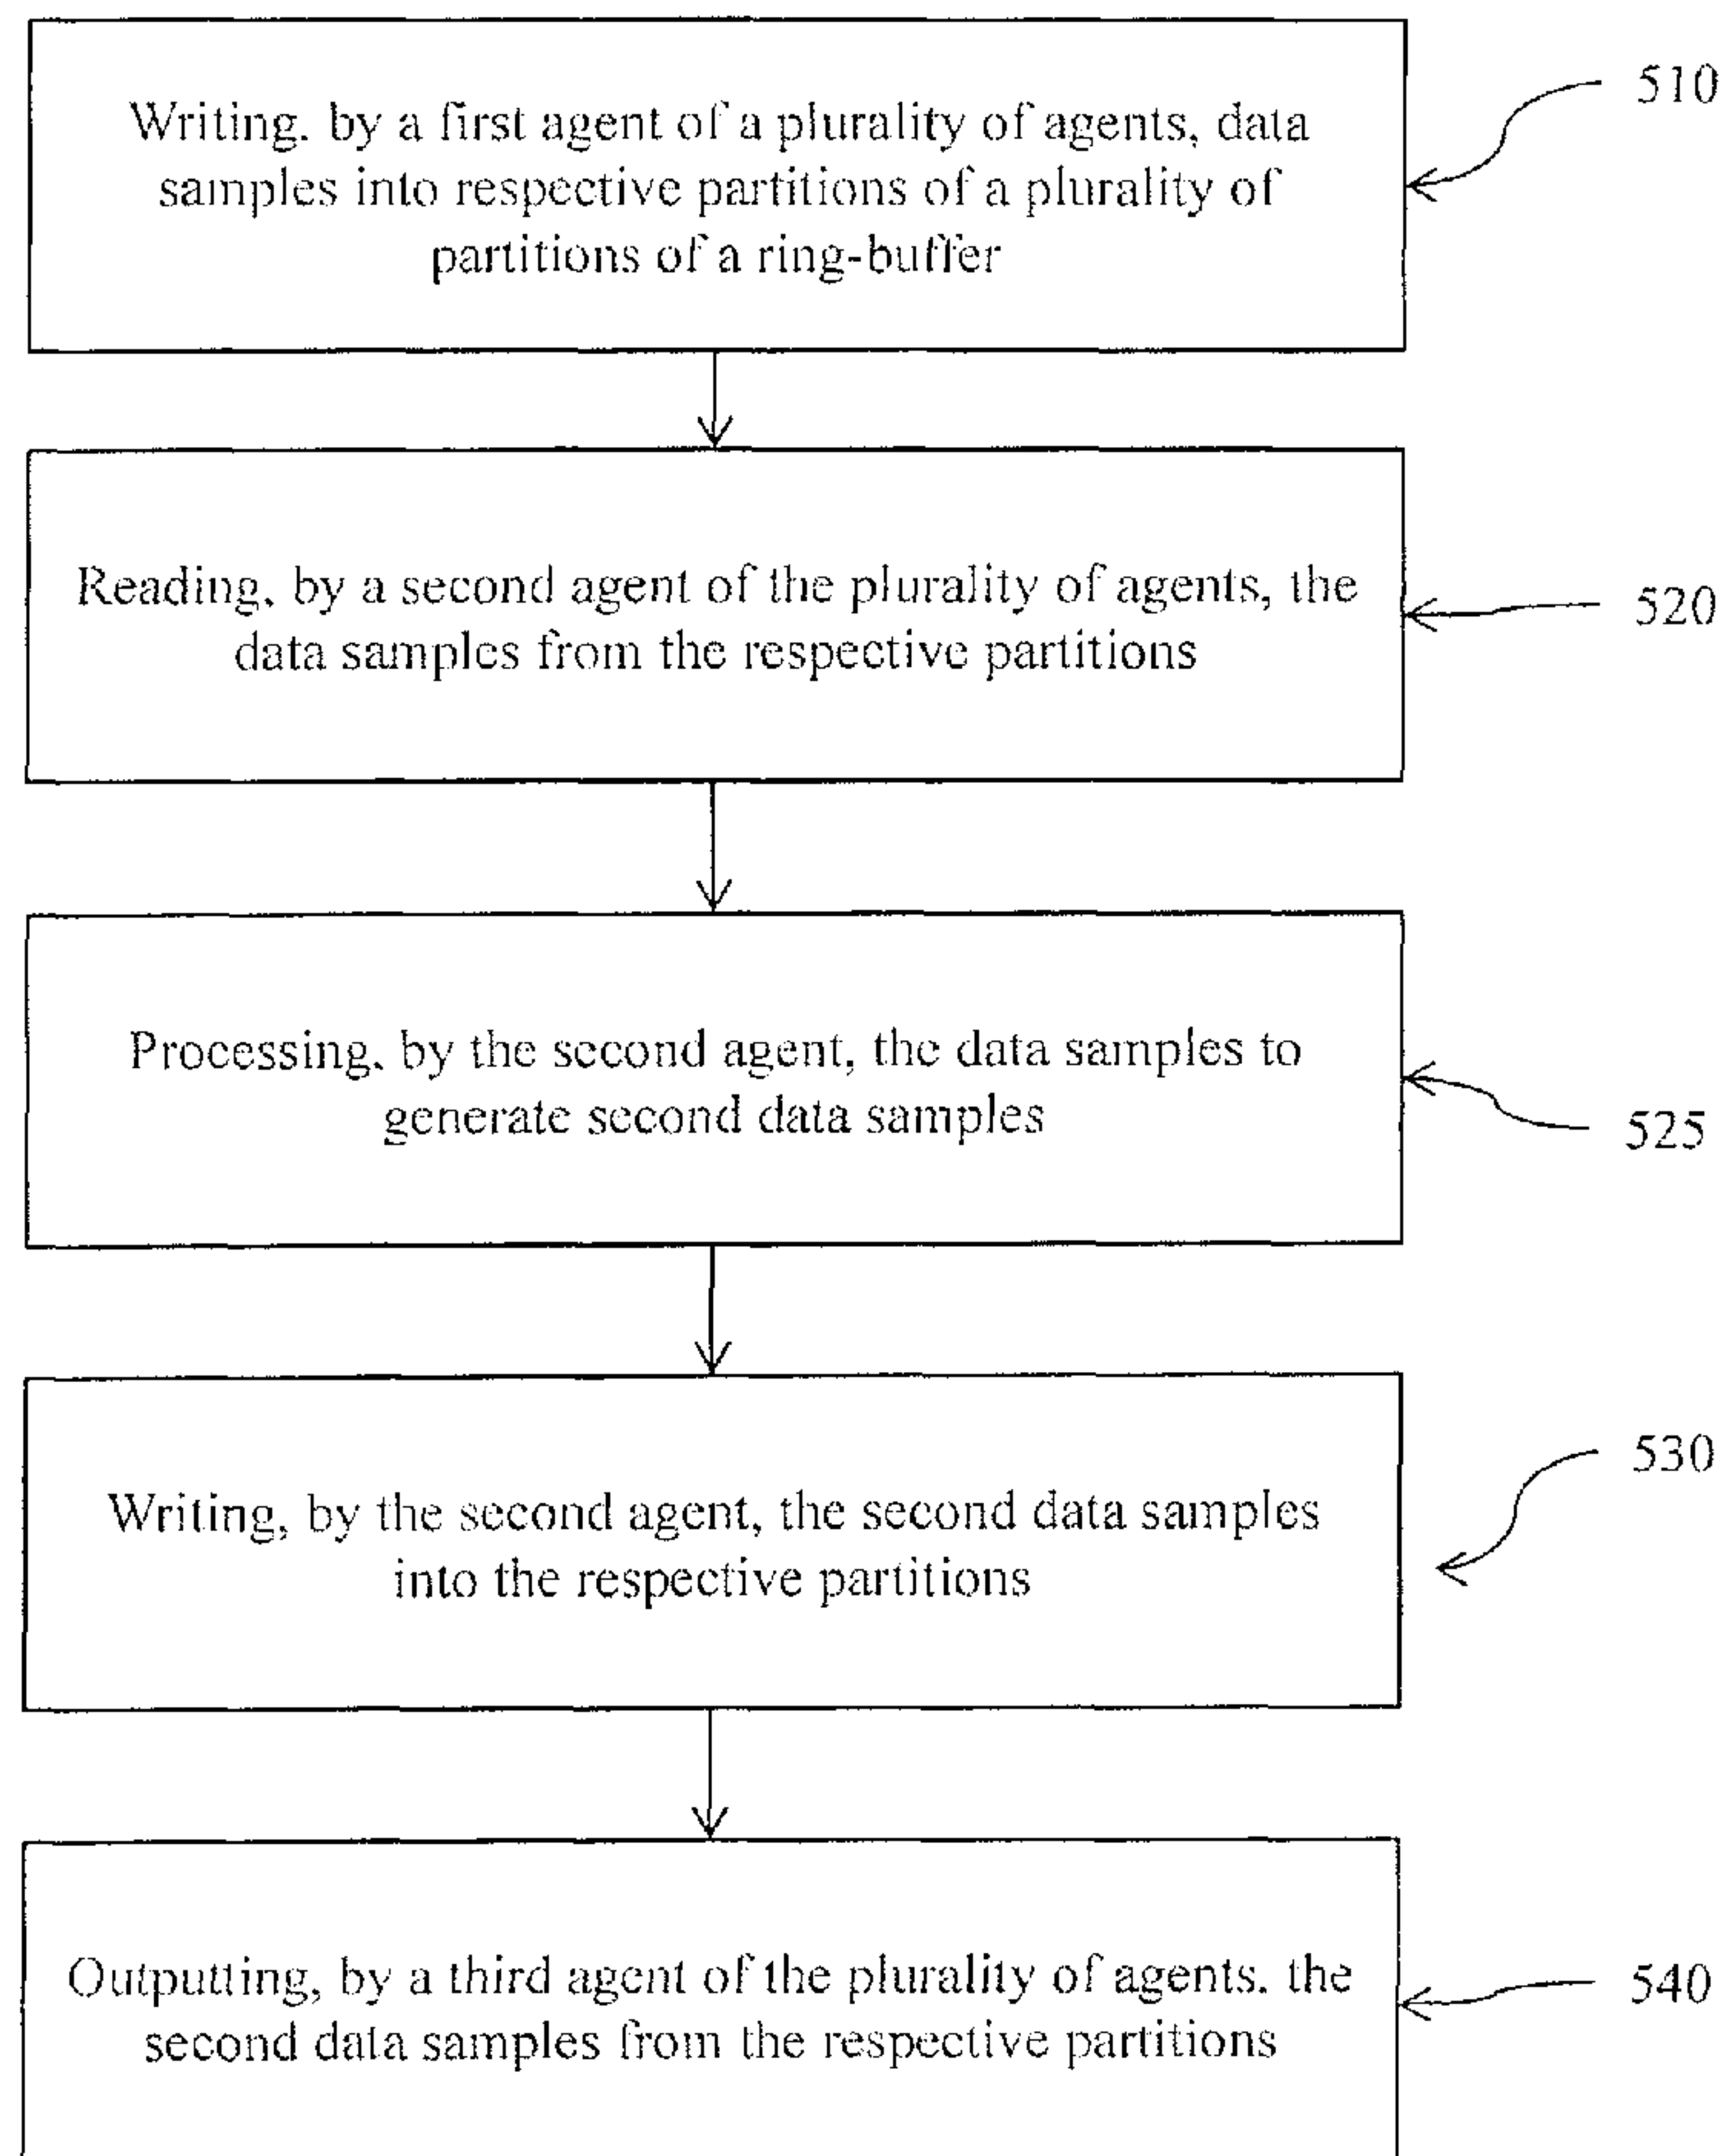 Writing, by a first agent of a plurality of agents, data
samples into respective partitions of a plurality of
partitions of a ring-buffer
510
Reading, by a second agent of the plurality of agents, the
data samples from the respective partitions
520
Processing, by the second agent, the data samples to
generate second data samples
525
Writing, by the second agent, the second data samples
into the respective partitions
530
Outputting, by a third agent of the plurality of agents, the
second data samples from the respective partitions
540